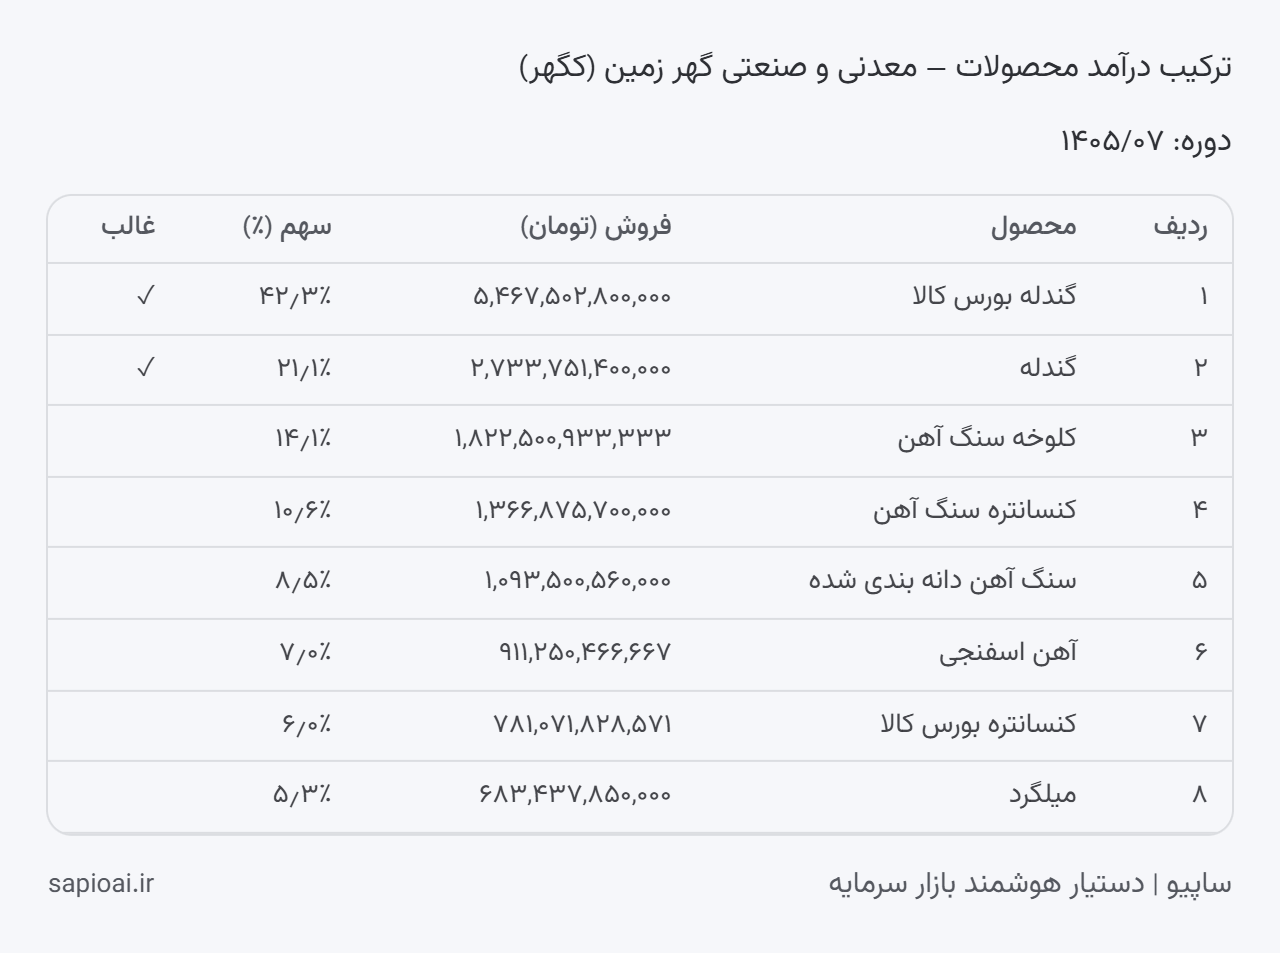 ترکیب درآمد محصولات – معدنی و صنعتی گهر زمین (کگهر)
دوره: ۱۴۰۵/۰۷
ردیف محصول فروش (تومان) سهم (٪) غالب
۱ گندله بورس کالا ۵,۴۶۷,۵۰۲,۸۰۰,۰۰۰ ۴۲٫۳٪ ✓
۲ گندله ۲,۷۳۳,۷۵۱,۴۰۰,۰۰۰ ۲۱٫۱٪ ✓
۳ کلوخه سنگ آهن ۱,۸۲۲,۵۰۰,۹۳۳,۳۳۳ ۱۴٫۱٪
۴ کنسانتره سنگ آهن ۱,۳۶۶,۸۷۵,۷۰۰,۰۰۰ ۱۰٫۶٪
۵ سنگ آهن دانه بندی شده ۱,۰۹۳,۵۰۰,۵۶۰,۰۰۰ ۸٫۵٪
۶ آهن اسفنجی ۹۱۱,۲۵۰,۴۶۶,۶۶۷ ۷٫۰٪
۷ کنسانتره بورس کالا ۷۸۱,۰۷۱,۸۲۸,۵۷۱ ۶٫۰٪
۸ میلگرد ۶۸۳,۴۳۷,۸۵۰,۰۰۰ ۵٫۳٪
ساپیو | دستیار هوشمند بازار سرمایه
sapioai.ir